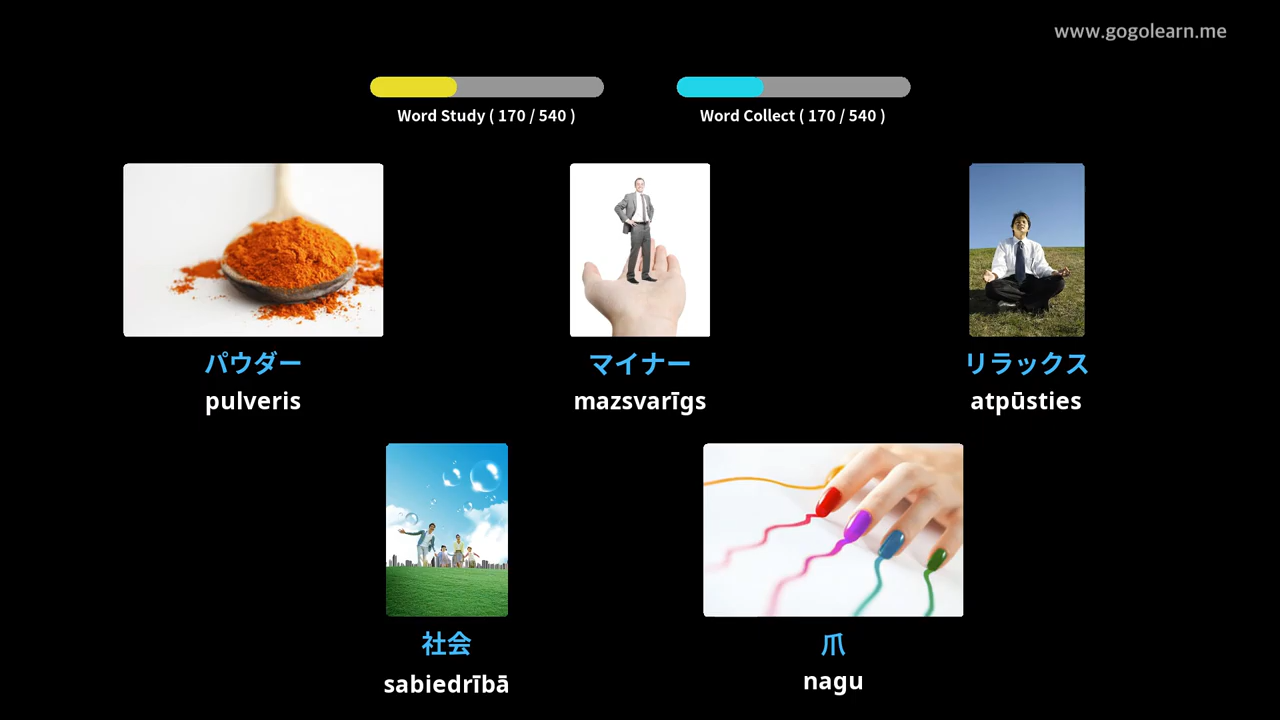 www.gogolearn.me
Word Study ( 170 / 540 )
Word Collect ( 170 / 540 )
パウダー
pulveris
マイナー
mazsvarīgs
リラックス
atpūsties
社会
sabiedrībā
爪
nagu